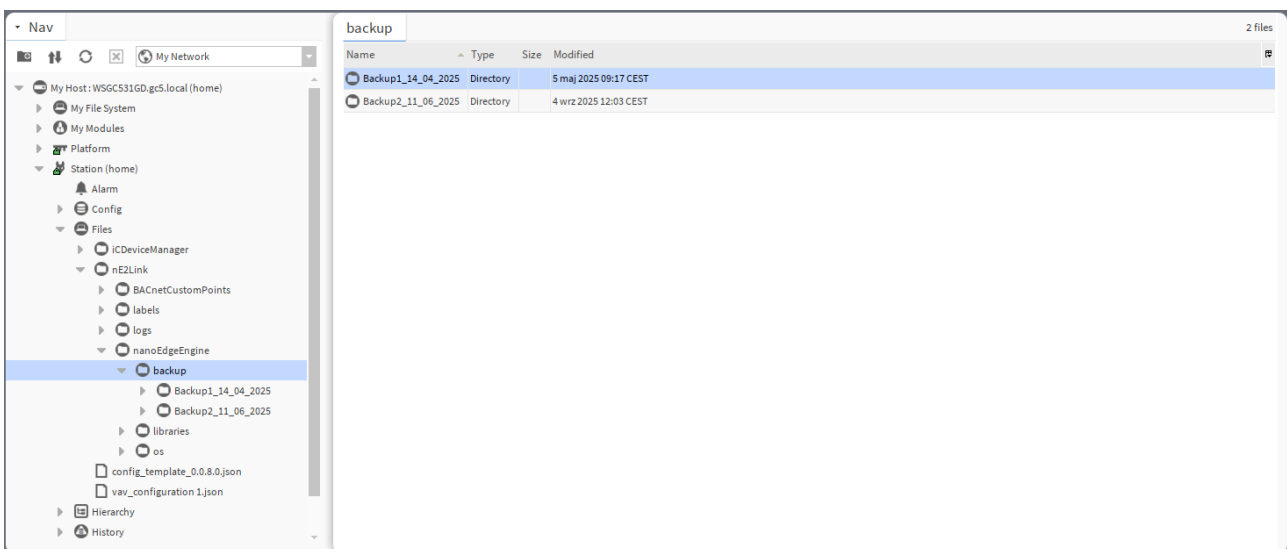 Nav
My Network
My Host : WSGC531GD.gc5.local (home)
My File System
My Modules
Platform
Station (home)
Alarm
Config
Files
iCDeviceManager
nE2Link
BACnetCustomPoints
labels
logs
nanoEdgeEngine
backup
Backup1_14_04_2025
Backup2_11_06_2025
libraries
os
config_template_0.0.8.0.json
vav_configuration 1.json
Hierarchy
History
backup 2 files
Name Type Size Modified
Backup1_14_04_2025 Directory 5 maj 2025 09:17 CEST
Backup2_11_06_2025 Directory 4 wrz 2025 12:03 CEST